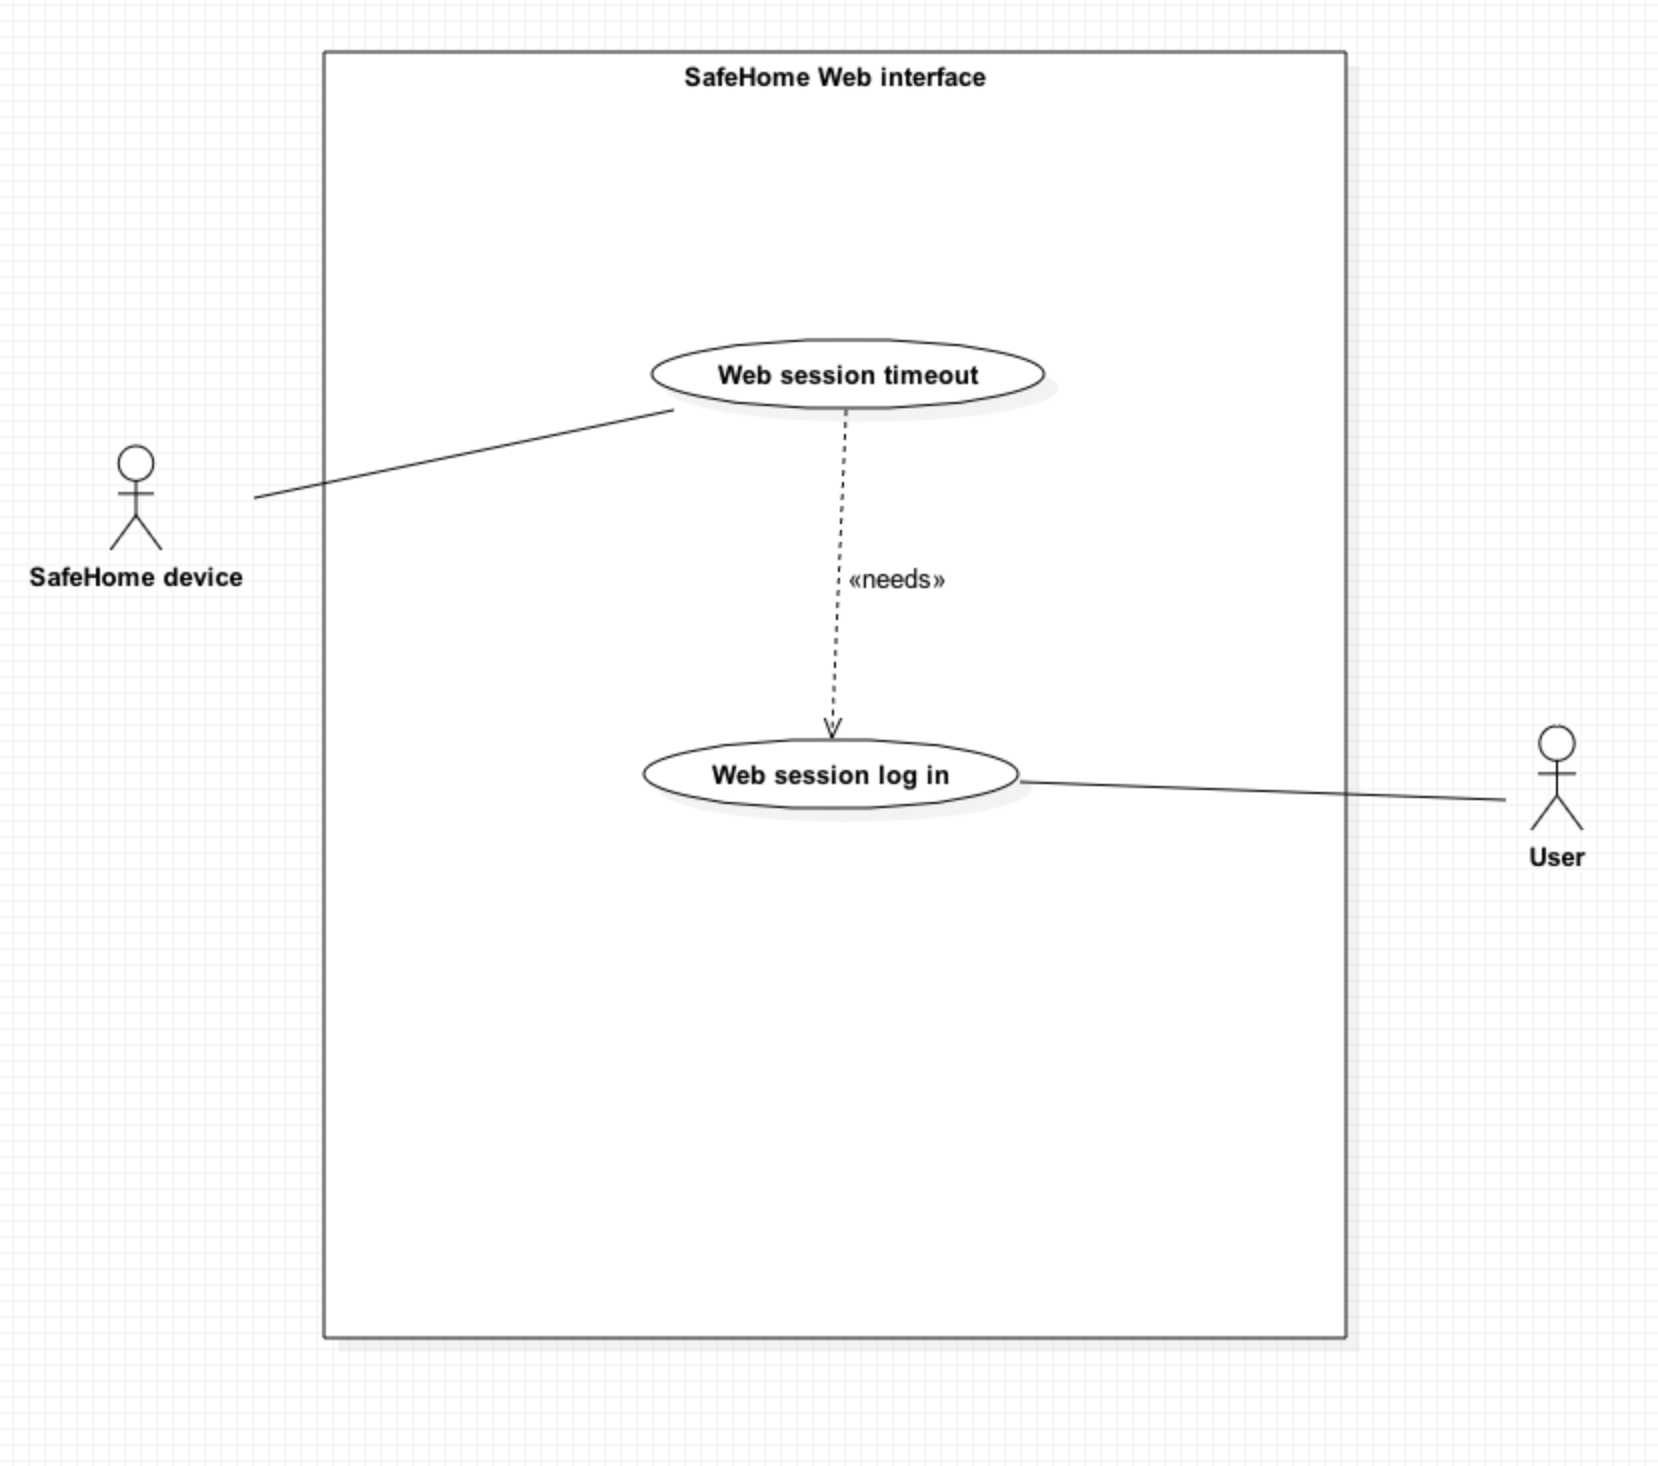 SafeHome Web interface
Web session timeout
SafeHome device
«needs»
Web session log in
User